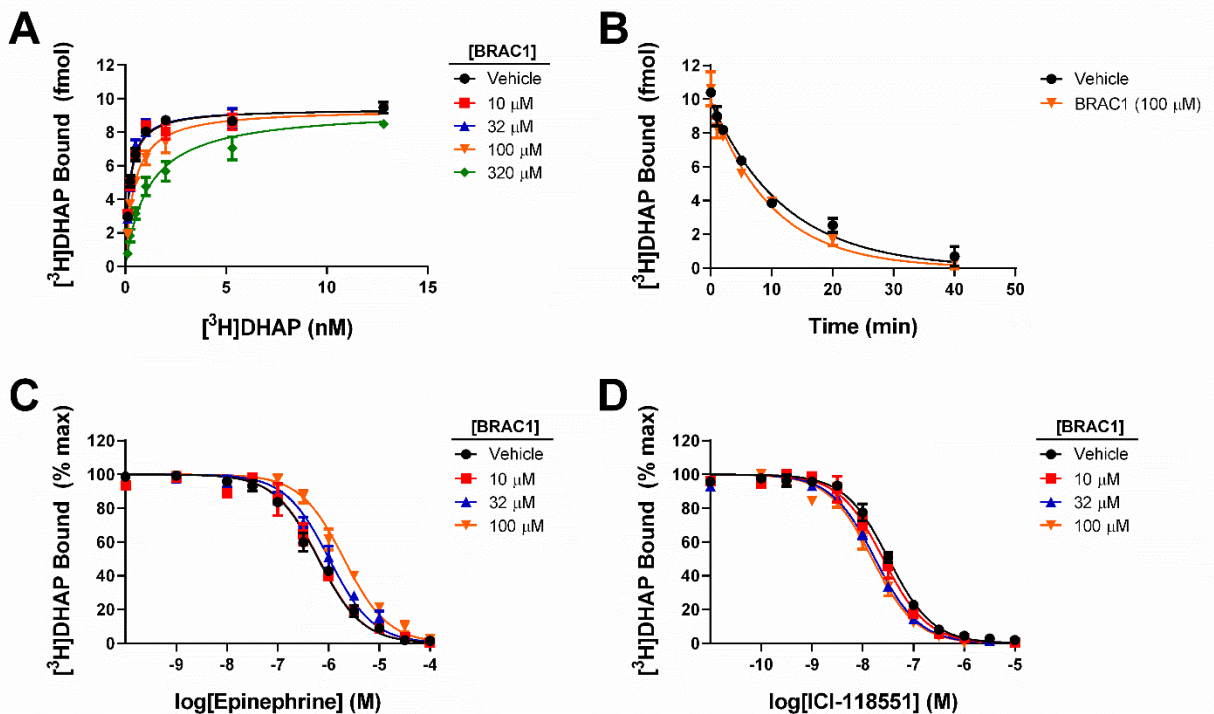 A
[³H]DHAP Bound (fmol)
12
10
8
6
4
2
0
0
5
10
15
[³H]DHAP (nM)
[BRAC1]
Vehicle
10 μM
32 μM
100 μM
320 μM
B
[³H]DHAP Bound (fmol)
12
10
8
6
4
2
0
0
10
20
30
40
50
Time (min)
Vehicle
BRAC1 (100 μM)
C
[³H]DHAP Bound (% max)
120
100
80
60
40
20
0
-9
-8
-7
-6
-5
-4
log[Epinephrine] (M)
[BRAC1]
Vehicle
10 μM
32 μM
100 μM
D
[³H]DHAP Bound (% max)
120
100
80
60
40
20
0
-10
-9
-8
-7
-6
-5
log[ICI-118551] (M)
[BRAC1]
Vehicle
10 μM
32 μM
100 μM